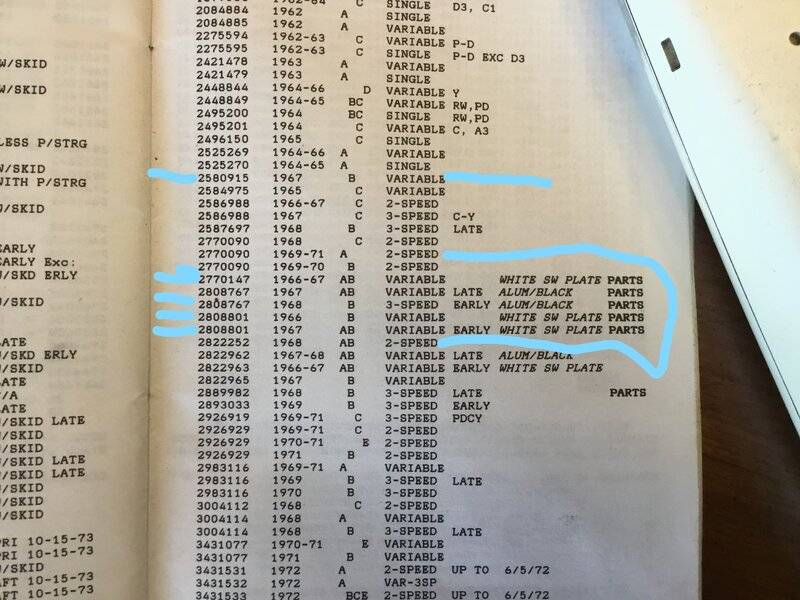 W/SKID
W/SKID
LESS P/STRG
W/SKID
WITH P/STRG
W/SKID
EARLY
EARLY Exc:
/SKD ERLY
/SKID
LATE
/SKD ERLY
/SKID
LATE
/A
LATE
/SKID LATE
/SKID
/SKID
/SKID LATE
/SKID LATE
/SKID
/SKID
/SKID
PRI 10-15-73
PRI 10-15-73
/SKID
AFT 10-15-73
AFT 10-15-73
1962-64 C SINGLE D3, C1
2084884 1962 A SINGLE
2084885 1962 A VARIABLE
2275594 1962-63 C VARIABLE P-D
2275595 1962-63 C SINGLE P-D EXC D3
2421478 1963 A VARIABLE
2421479 1963 A SINGLE
2448844 1964-66 D VARIABLE Y
2448849 1964-65 BC VARIABLE RW,PD
2495200 1964 BC SINGLE RW,PD
2495201 1964 C VARIABLE C, A3
2496150 1965 C SINGLE
2525269 1964-66 A VARIABLE
2525270 1964-65 A SINGLE
2580915 1967 B VARIABLE
2584975 1965 C VARIABLE
2586988 1966-67 C 2-SPEED
2586988 1967 C 3-SPEED C-Y
2587697 1968 B 3-SPEED LATE
2770090 1968 C 2-SPEED
2770090 1969-71 A 2-SPEED
2770090 1969-70 B 2-SPEED
2770147 1966-67 AB VARIABLE WHITE SW PLATE PARTS
2808767 1967 AB VARIABLE LATE ALUM/BLACK PARTS
2808767 1968 B 3-SPEED EARLY ALUM/BLACK PARTS
2808801 1966 B VARIABLE WHITE SW PLATE PARTS
2808801 1967 AB VARIABLE EARLY WHITE SW PLATE PARTS
2822252 1968 AB 2-SPEED
2822962 1967-68 AB VARIABLE LATE ALUM/BLACK
2822963 1966-67 AB VARIABLE EARLY WHITE SW PLATE
2822965 1967 B VARIABLE
2889982 1968 B 3-SPEED LATE PARTS
2893033 1969 B 3-SPEED EARLY
2926919 1969-71 C 3-SPEED PDCY
2926929 1969-71 C 2-SPEED
2926929 1970-71 E 2-SPEED
2926929 1971 B 2-SPEED
2983116 1969-71 A VARIABLE
2983116 1969 B 3-SPEED LATE
2983116 1970 B 3-SPEED
3004112 1968 C 2-SPEED
3004114 1968 A VARIABLE
3004114 1968 B 3-SPEED LATE
3431077 1970-71 E VARIABLE
3431077 1971 B VARIABLE
3431531 1972 A 2-SPEED UP TO 6/5/72
3431532 1972 A VAR-3SP
3431533 1972 BCE VARIABLE UP TO 6/5/72